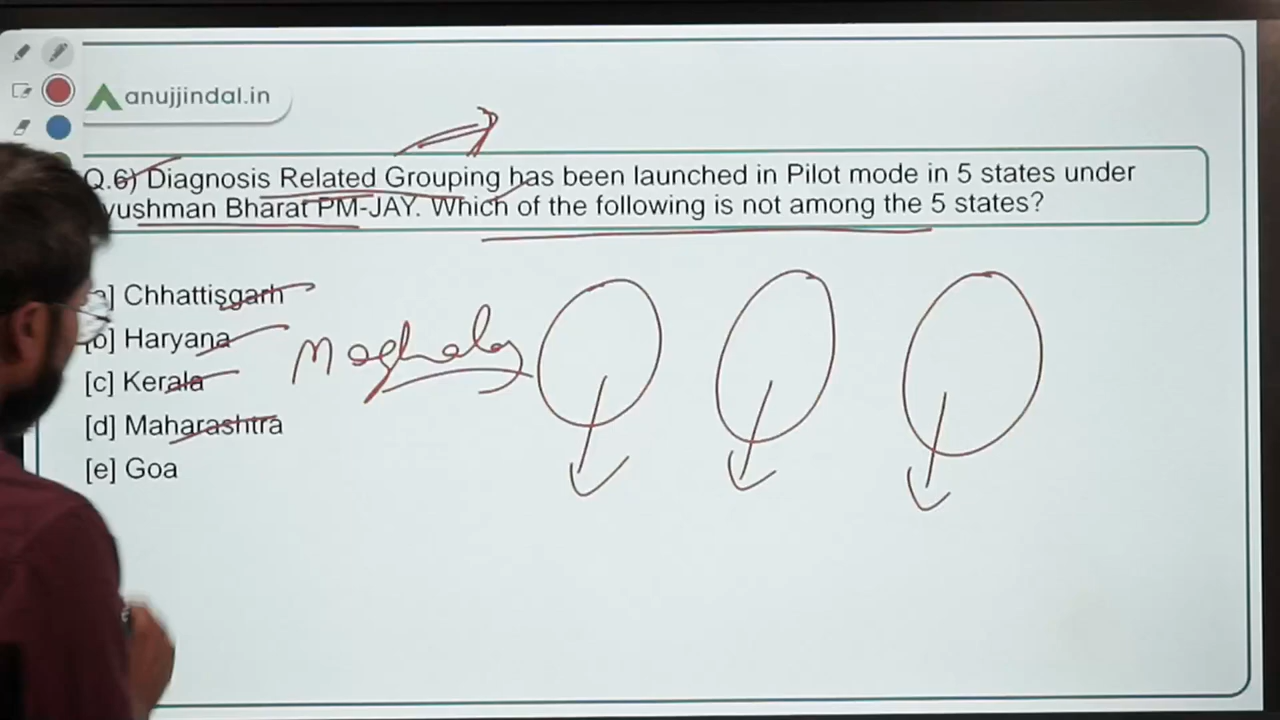 anujjindal.in
Q.6) Diagnosis Related Grouping has been launched in Pilot mode in 5 states under
yushman Bharat PM-JAY. Which of the following is not among the 5 states?
a] Chhattisgarh
[b] Haryana
Meghalay
[c] Kerala
[d] Maharashtra
[e] Goa